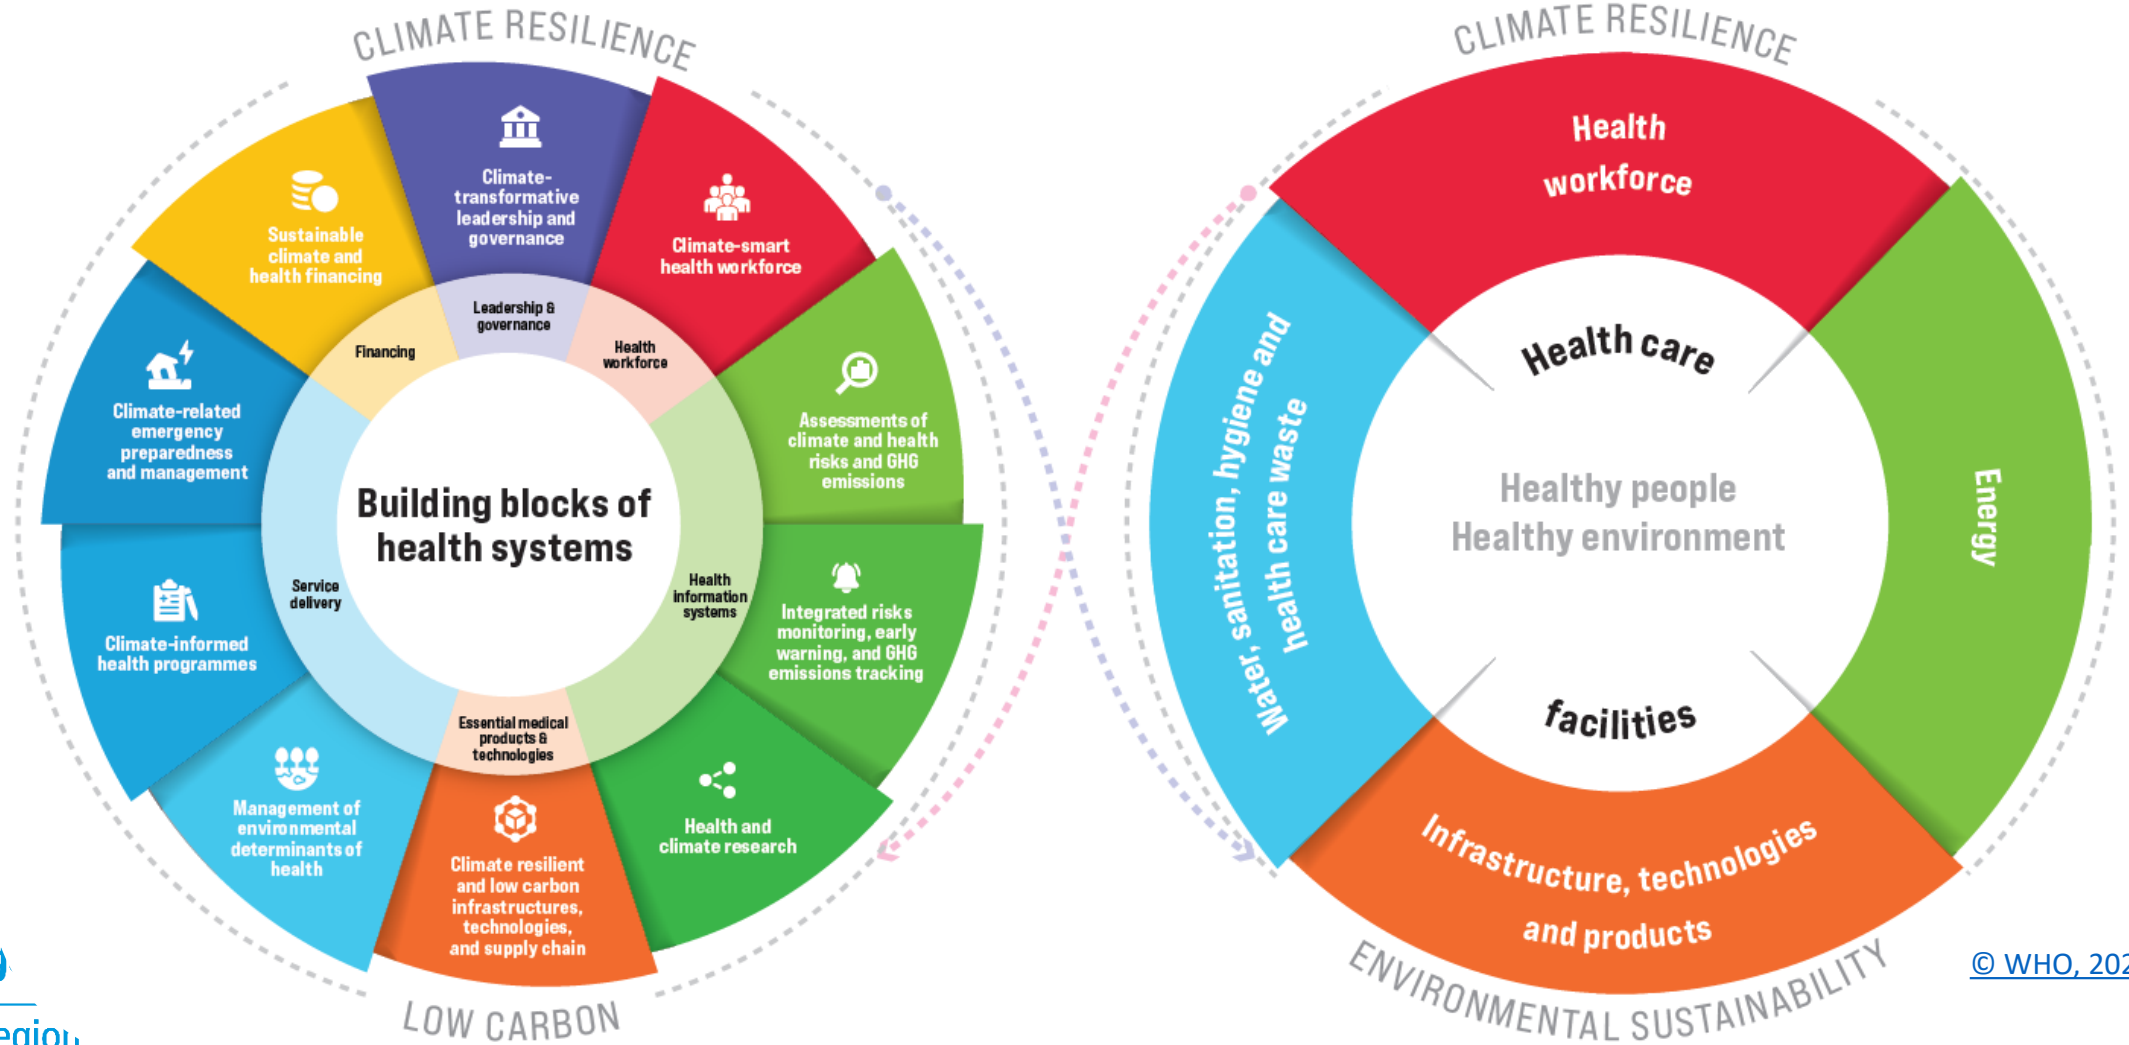 CLIMATE RESILIENCE
Climate-
transformative
leadership and
governance
Climate-smart
health workforce
Assessments of
climate and health
risks and GHG
emissions
Integrated risks
monitoring, early
warning, and GHG
emissions tracking
Health and
climate research
Climate resilient
and low carbon
infrastructures,
technologies,
and supply chain
Management of
environmental
determinants of
health
Climate-informed
health programmes
Climate-related
emergency
preparedness
and management
Sustainable
climate and
health financing
Leadership &
governance
Health
workforce
Health
information
systems
Essential medical
products &
technologies
Service
delivery
Financing
Building blocks of
health systems
LOW CARBON
CLIMATE RESILIENCE
Health
workforce
Energy
Infrastructure, technologies
and products
Water, sanitation, hygiene and
health care waste
Health care
Healthy people
Healthy environment
facilities
ENVIRONMENTAL SUSTAINABILITY
© WHO, 202